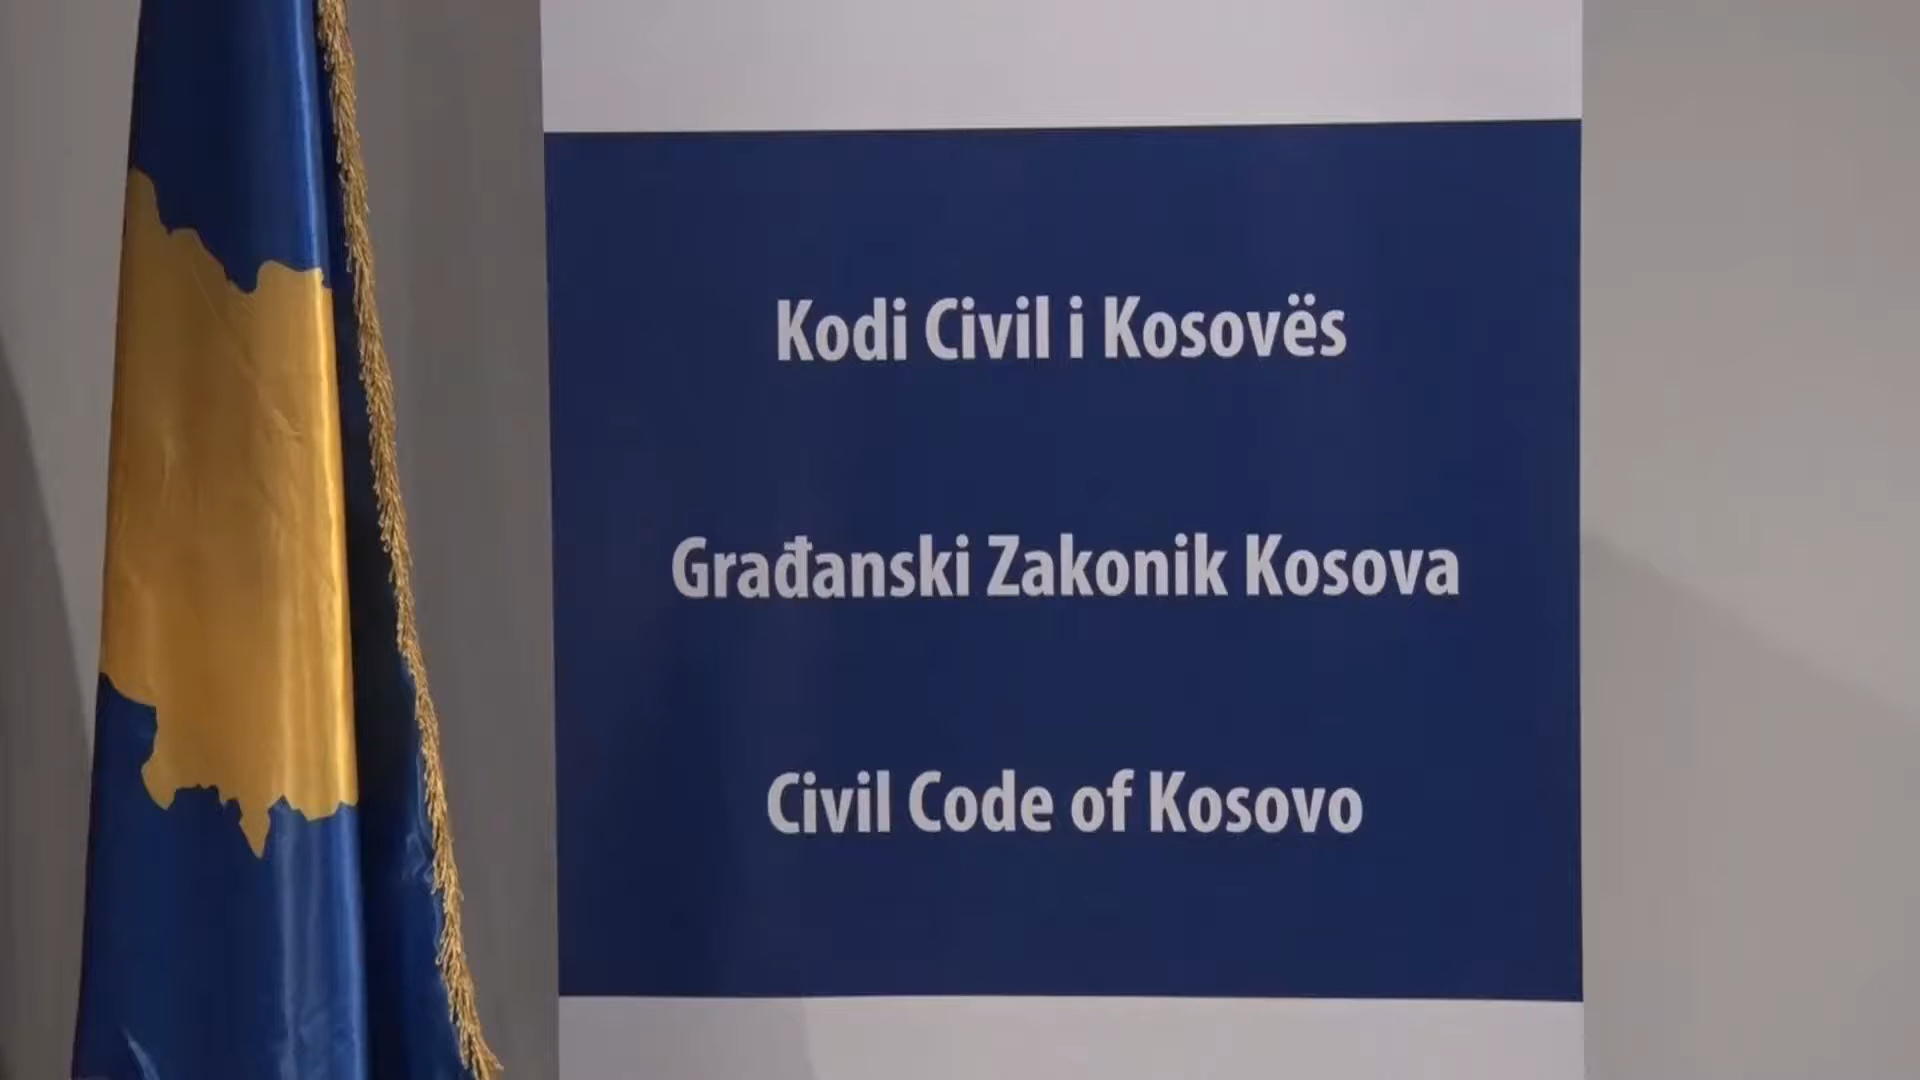 Kodi Civil i Kosovës
Građanski Zakonik Kosova
Civil Code of Kosovo